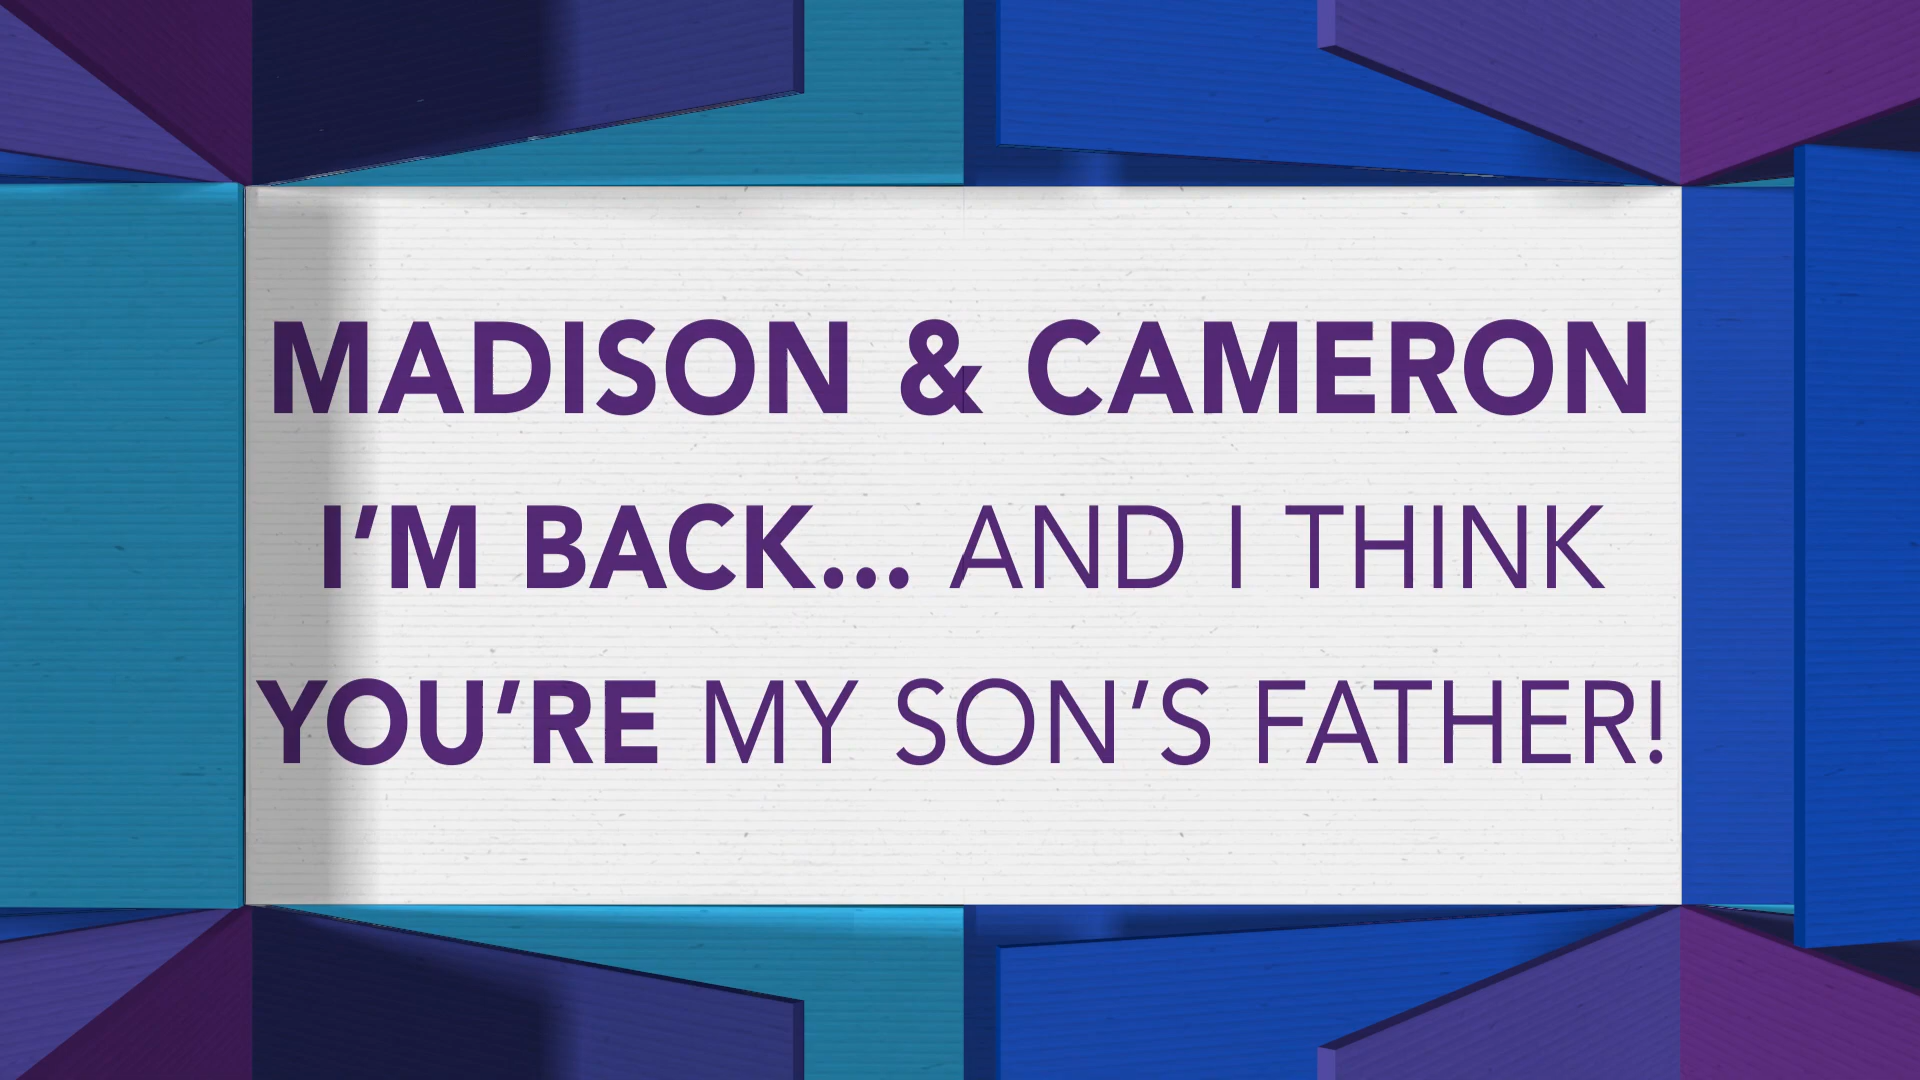 MADISON & CAMERON
I’M BACK... AND I THINK
YOU’RE MY SON’S FATHER!